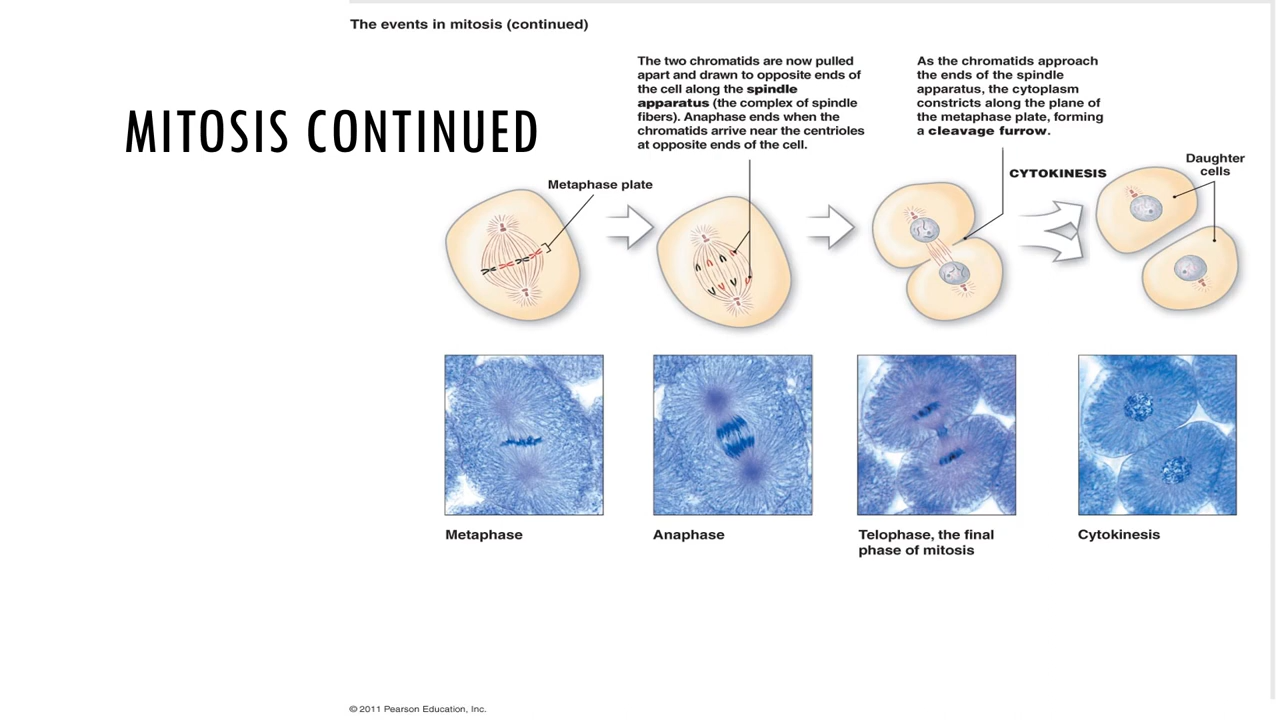 The events in mitosis (continued)
MITOSIS CONTINUED
The two chromatids are now pulled
apart and drawn to opposite ends of
the cell along the spindle
apparatus (the complex of spindle
fibers). Anaphase ends when the
chromatids arrive near the centrioles
at opposite ends of the cell.
As the chromatids approach
the ends of the spindle
apparatus, the cytoplasm
constricts along the plane of
the metaphase plate, forming
a cleavage furrow.
Metaphase plate
CYTOKINESIS
Daughter
cells
Metaphase
Anaphase
Telophase, the final
phase of mitosis
Cytokinesis
© 2011 Pearson Education, Inc.